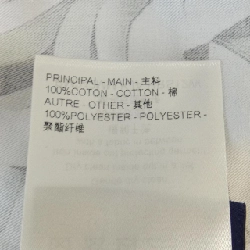 PRINCIPAL - MAIN - 主料
100%COTON - COTTON - 棉
AUTRE  OTHER - 其他
100%POLYESTER - POLYESTER -
聚酯纤维